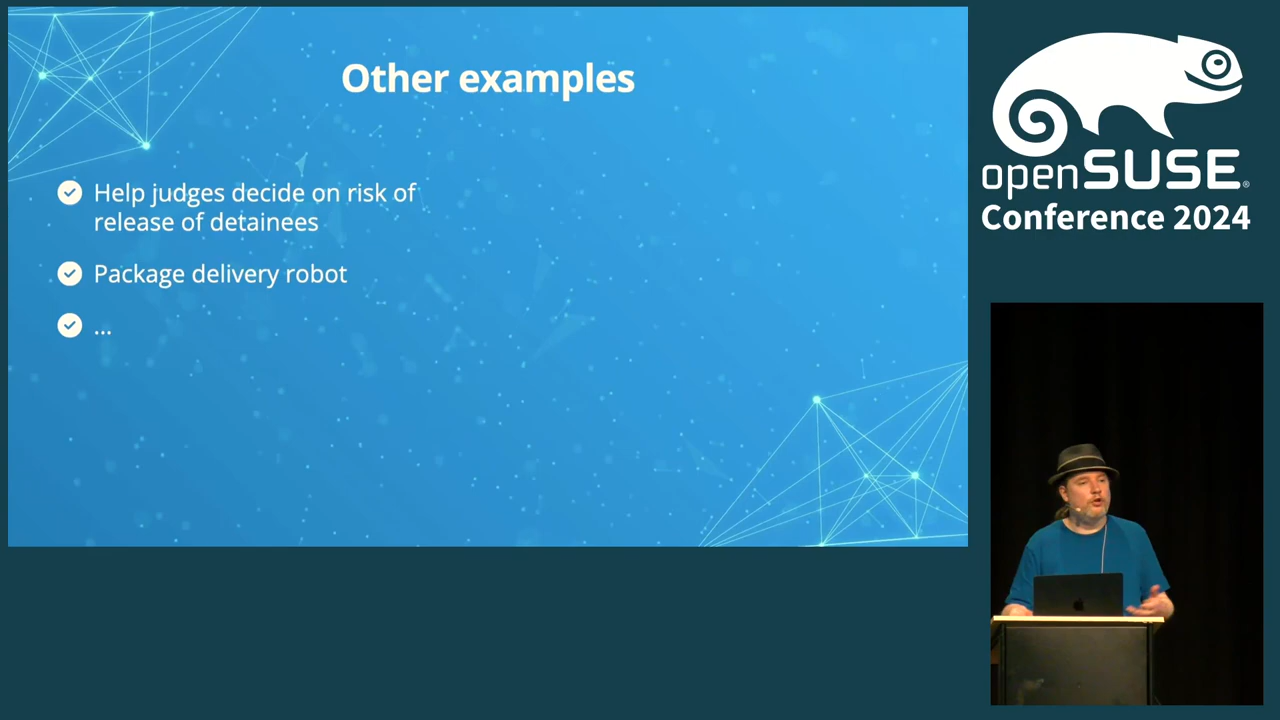 Other examples
Help judges decide on risk of
release of detainees
Package delivery robot
...
openSUSE®
Conference 2024